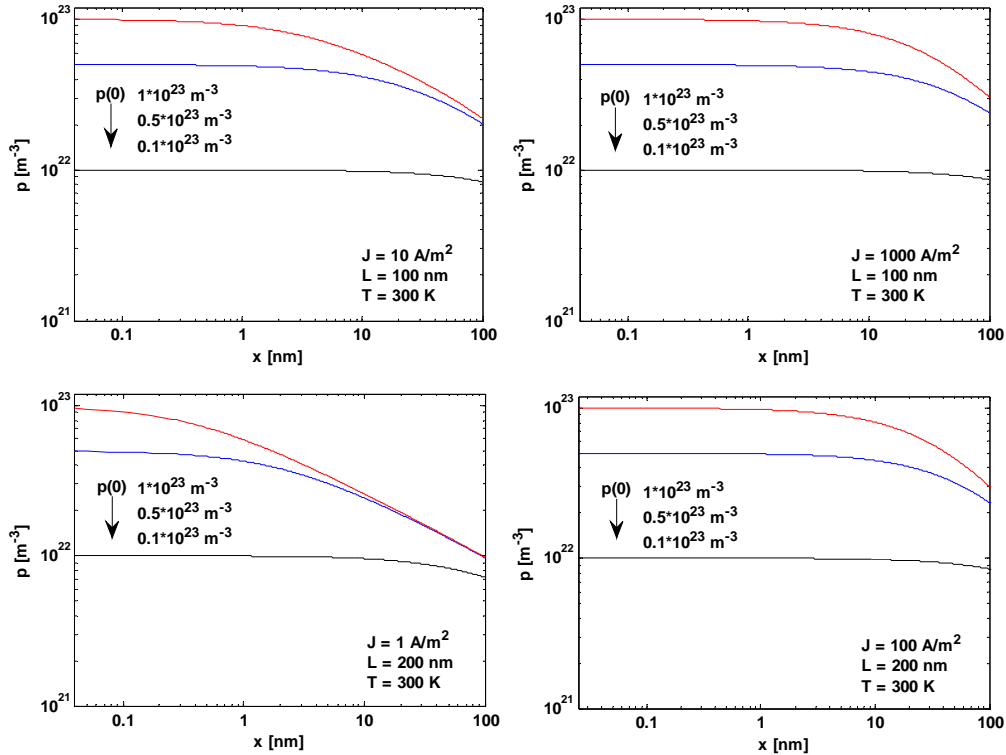 10^23
p(0) 1*10^23 m^-3
0.5*10^23 m^-3
0.1*10^23 m^-3
10^22
p [m^-3]
J = 10 A/m^2
L = 100 nm
T = 300 K
10^21
0.1 1 10 100
x [nm]
10^23
p(0) 1*10^23 m^-3
0.5*10^23 m^-3
0.1*10^23 m^-3
10^22
p [m^-3]
J = 1000 A/m^2
L = 100 nm
T = 300 K
10^21
0.1 1 10 100
x [nm]
10^23
p(0) 1*10^23 m^-3
0.5*10^23 m^-3
0.1*10^23 m^-3
10^22
p [m^-3]
J = 1 A/m^2
L = 200 nm
T = 300 K
10^21
0.1 1 10 100
x [nm]
10^23
p(0) 1*10^23 m^-3
0.5*10^23 m^-3
0.1*10^23 m^-3
10^22
p [m^-3]
J = 100 A/m^2
L = 200 nm
T = 300 K
10^21
0.1 1 10 100
x [nm]